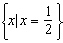 {x|x = 1/2}